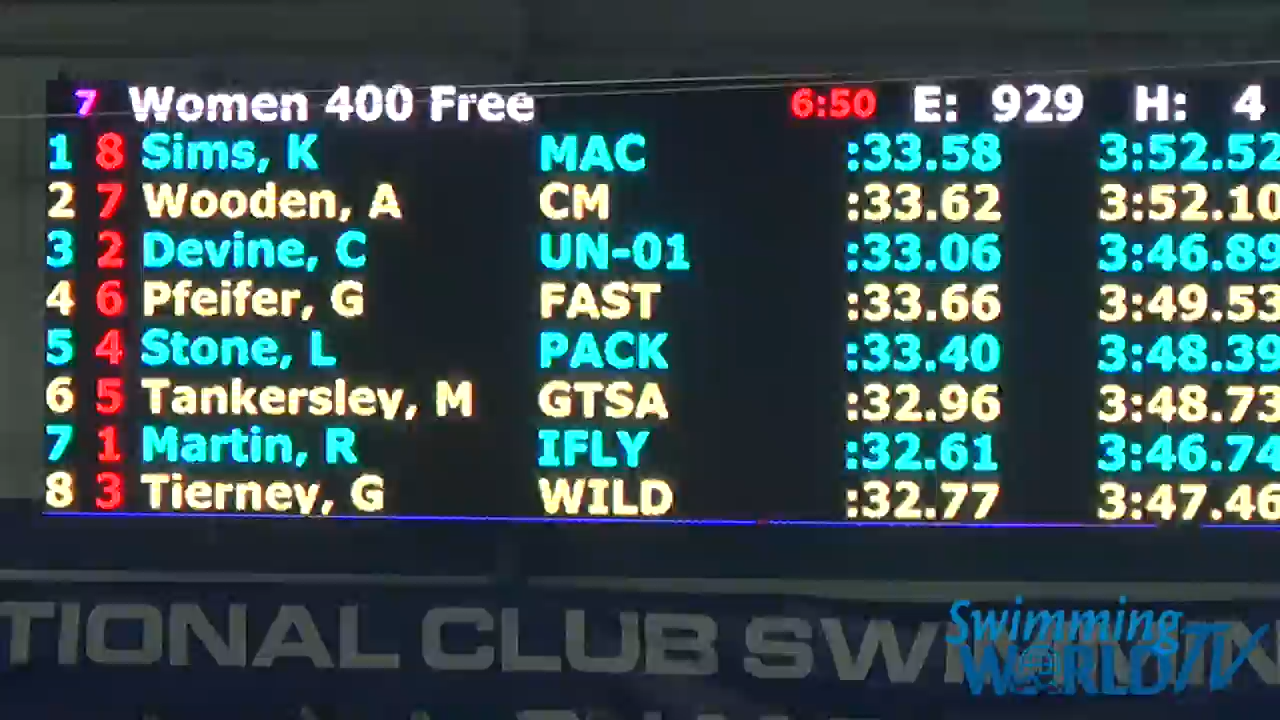 7 Women 400 Free 6:50 E: 929 H: 4
1 8 Sims, K MAC :33.58 3:52.52
2 7 Wooden, A CM :33.62 3:52.10
3 2 Devine, C UN-01 :33.06 3:46.89
4 6 Pfeifer, G FAST :33.66 3:49.53
5 4 Stone, L PACK :33.40 3:48.39
6 5 Tankersley, M GTSA :32.96 3:48.73
7 1 Martin, R IFLY :32.61 3:46.74
8 3 Tierney, G WILD :32.77 3:47.46
TIONAL CLUB SW
Swimming
WORLD TV